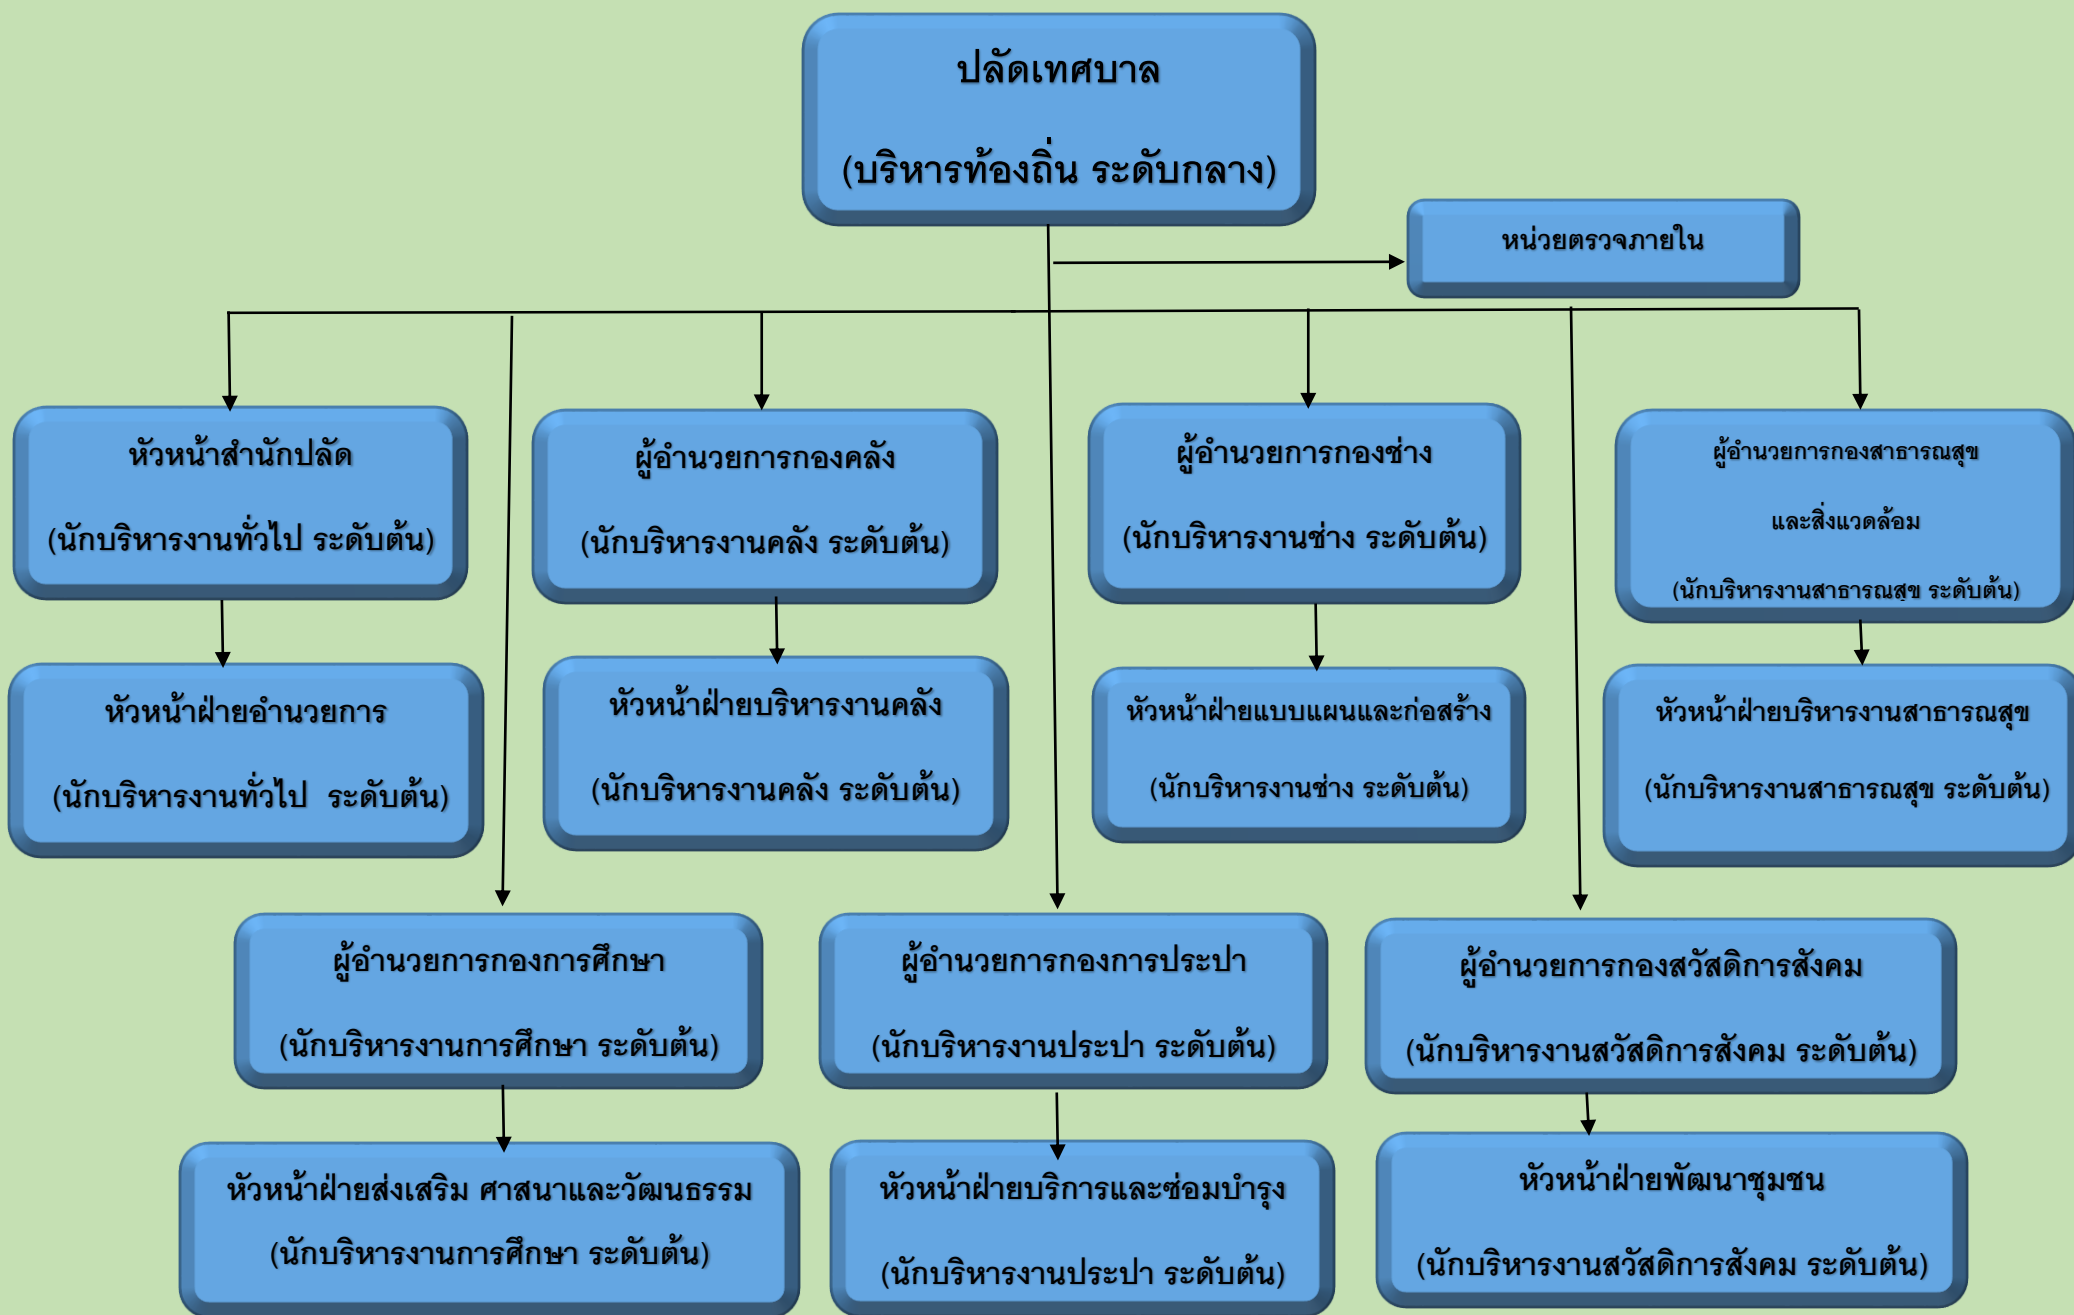 ปลัดเทศบาล
(บริหารท้องถิ่น ระดับกลาง)
หน่วยตรวจภายใน
หัวหน้าสำนักปลัด
(นักบริหารงานทั่วไป ระดับต้น)
ผู้อำนวยการกองคลัง
(นักบริหารงานคลัง ระดับต้น)
ผู้อำนวยการกองช่าง
(นักบริหารงานช่าง ระดับต้น)
ผู้อำนวยการกองสาธารณสุข
และสิ่งแวดล้อม
(นักบริหารงานสาธารณสุข ระดับต้น)
หัวหน้าฝ่ายอำนวยการ
(นักบริหารงานทั่วไป  ระดับต้น)
หัวหน้าฝ่ายบริหารงานคลัง
(นักบริหารงานคลัง ระดับต้น)
หัวหน้าฝ่ายแบบแผนและก่อสร้าง
(นักบริหารงานช่าง ระดับต้น)
หัวหน้าฝ่ายบริหารงานสาธารณสุข
(นักบริหารงานสาธารณสุข ระดับต้น)
ผู้อำนวยการกองการศึกษา
(นักบริหารงานการศึกษา ระดับต้น)
ผู้อำนวยการกองการประปา
(นักบริหารงานประปา ระดับต้น)
ผู้อำนวยการกองสวัสดิการสังคม
(นักบริหารงานสวัสดิการสังคม ระดับต้น)
หัวหน้าฝ่ายส่งเสริม ศาสนาและวัฒนธรรม
(นักบริหารงานการศึกษา ระดับต้น)
หัวหน้าฝ่ายบริการและซ่อมบำรุง
(นักบริหารงานประปา ระดับต้น)
หัวหน้าฝ่ายพัฒนาชุมชน
(นักบริหารงานสวัสดิการสังคม ระดับต้น)